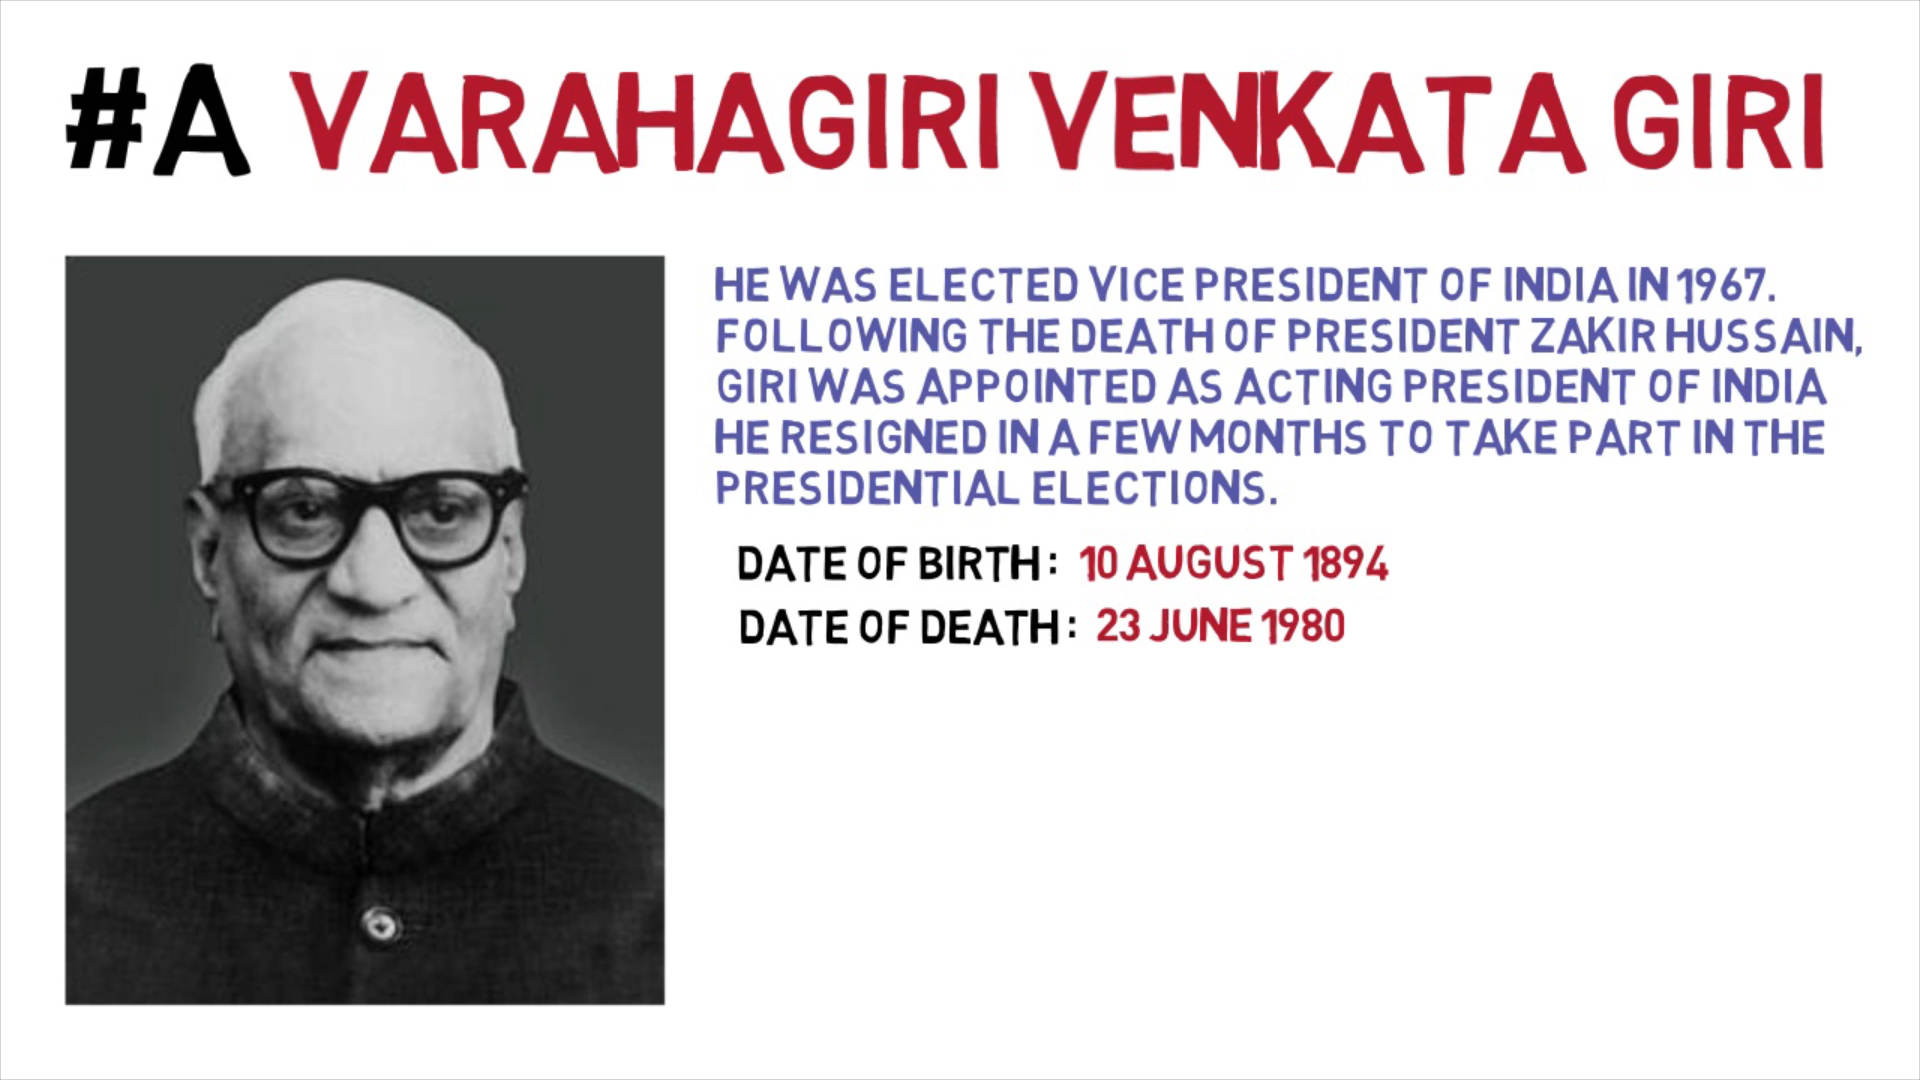 #A VARAHAGIRI VENKATA GIRI
HE WAS ELECTED VICE PRESIDENT OF INDIA IN 1967.
FOLLOWING THE DEATH OF PRESIDENT ZAKIR HUSSAIN,
GIRI WAS APPOINTED AS ACTING PRESIDENT OF INDIA
HE RESIGNED IN A FEW MONTHS TO TAKE PART IN THE
PRESIDENTIAL ELECTIONS.
DATE OF BIRTH: 10 AUGUST 1894
DATE OF DEATH: 23 JUNE 1980